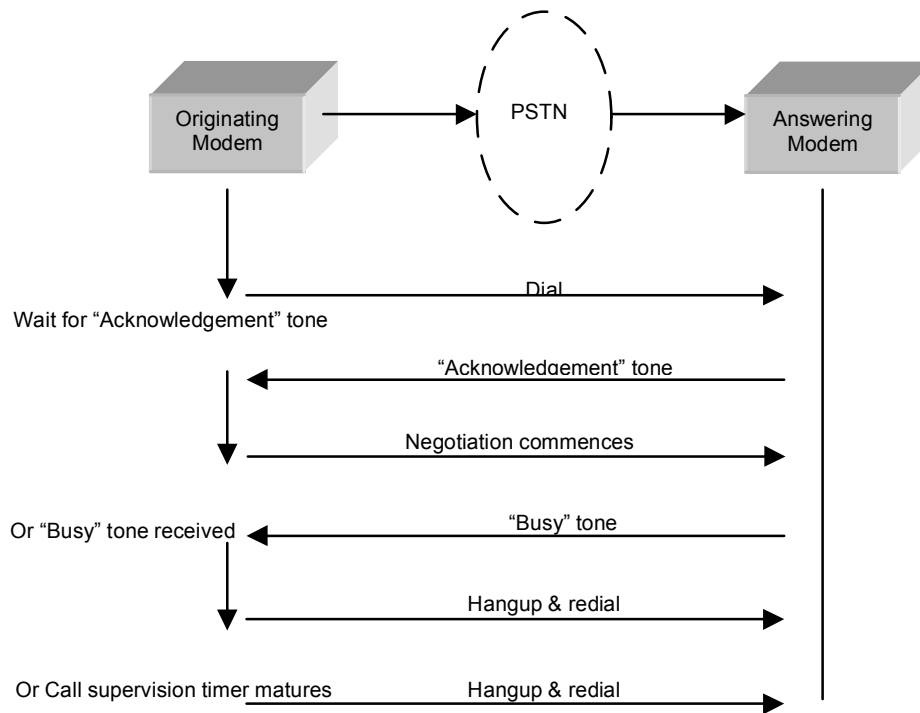 Originating
Modem
PSTN
Answering
Modem
Dial
Wait for “Acknowledgement” tone
“Acknowledgement” tone
Negotiation commences
Or “Busy” tone received
“Busy” tone
Hangup & redial
Or Call supervision timer matures
Hangup & redial